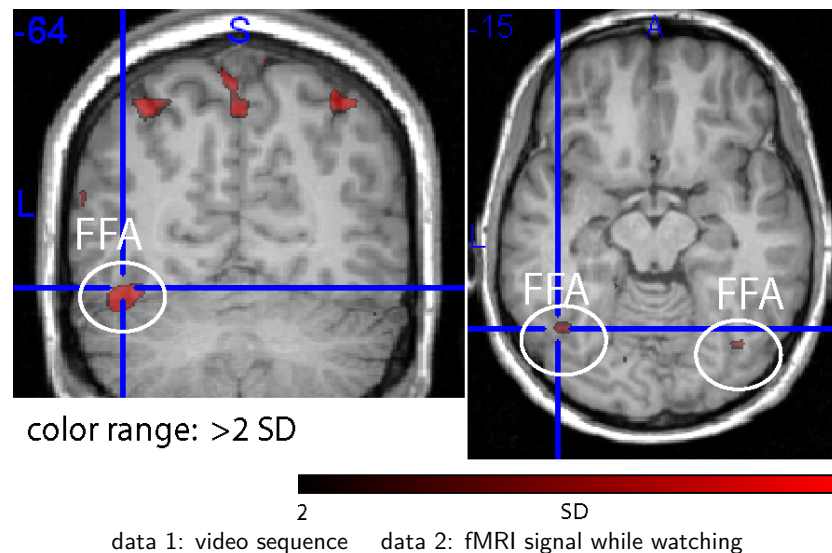 -64
S
L
FFA
-15
A
L
FFA
FFA
color range: >2 SD
2
SD
data 1: video sequence data 2: fMRI signal while watching